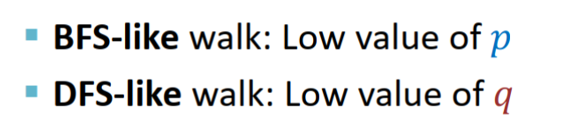 ▪ BFS-like walk: Low value of p
▪ DFS-like walk: Low value of q